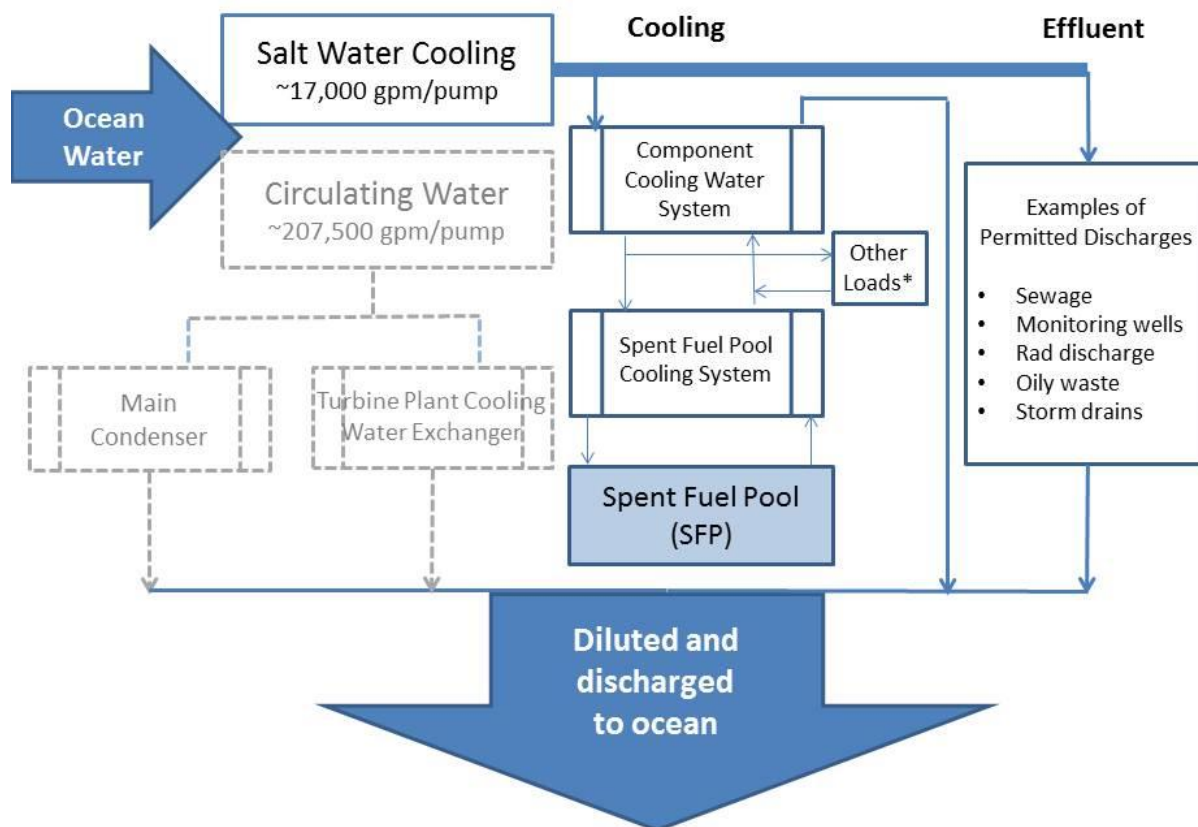 Cooling
Effluent
Salt Water Cooling
~17,000 gpm/pump
Ocean
Water
Circulating Water
~207,500 gpm/pump
Component
Cooling Water
System
Other
Loads*
Examples of
Permitted Discharges
• Sewage
• Monitoring wells
• Rad discharge
• Oily waste
• Storm drains
Main
Condenser
Turbine Plant Cooling
Water Exchanger
Spent Fuel Pool
Cooling System
Spent Fuel Pool
(SFP)
Diluted and
discharged
to ocean